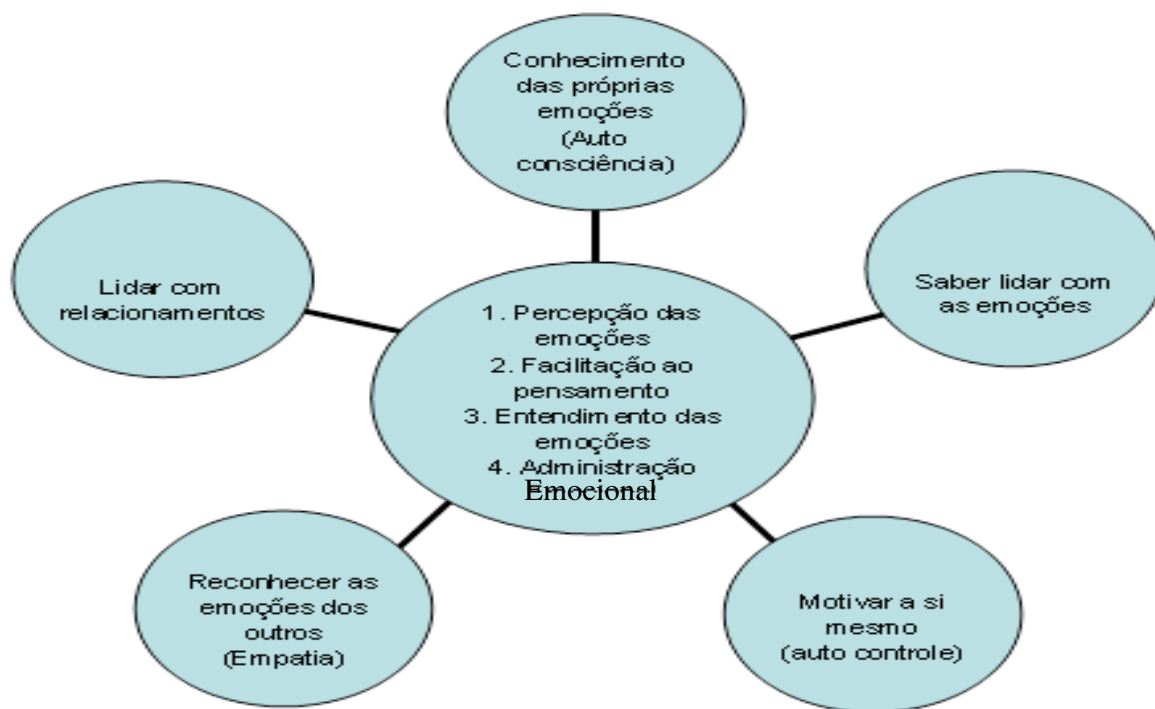 Conhecimento
das próprias
emoções
(Auto
consciência)
Lidar com
relacionamentos
Saber lidar com
as emoções
1. Percepção das
emoções
2. Facilitação ao
pensamento
3. Entendimento das
emoções
4. Administração
Emocional
Reconhecer as
emoções dos
outros
(Empatia)
Motivar a si
mesmo
(auto controle)